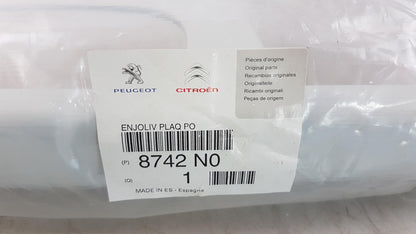 PEUGEOT
CITROËN
Pièces d'origine
Original parts
Recambios originales
Originalteile
Ricambi originali
Peças de origem
ENJOLIV PLAQ PO
(P) 8742 N0
(Q) 1
MADE IN ES - Espagne